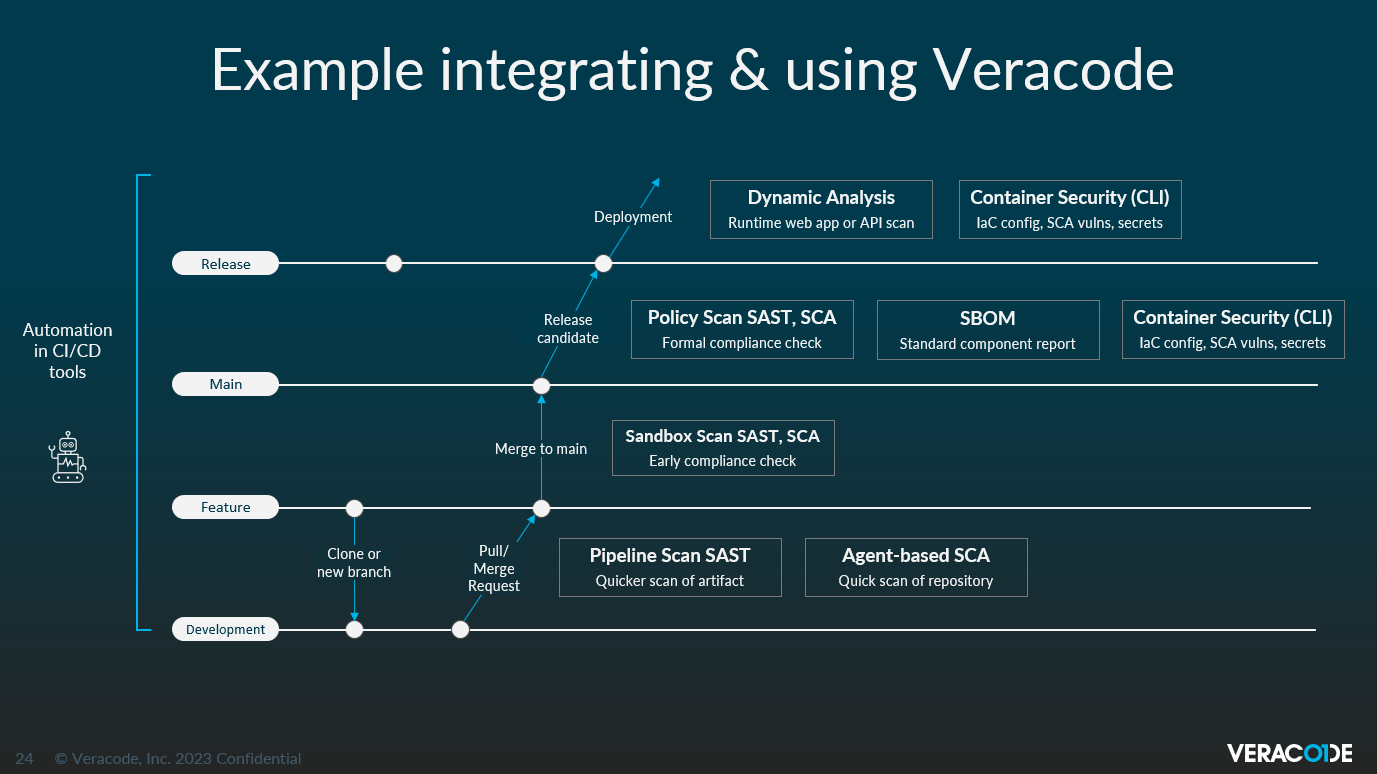 Example integrating & using Veracode
Deployment
Dynamic Analysis
Runtime web app or API scan
Container Security (CLI)
IaC config, SCA vulns, secrets
Release
Automation
in CI/CD
tools
Release
candidate
Policy Scan SAST, SCA
Formal compliance check
SBOM
Standard component report
Container Security (CLI)
IaC config, SCA vulns, secrets
Main
Merge to main
Sandbox Scan SAST, SCA
Early compliance check
Feature
Clone or
new branch
Pull/
Merge
Request
Pipeline Scan SAST
Quicker scan of artifact
Agent-based SCA
Quick scan of repository
Development
24 © Veracode, Inc. 2023 Confidential
VERACODE